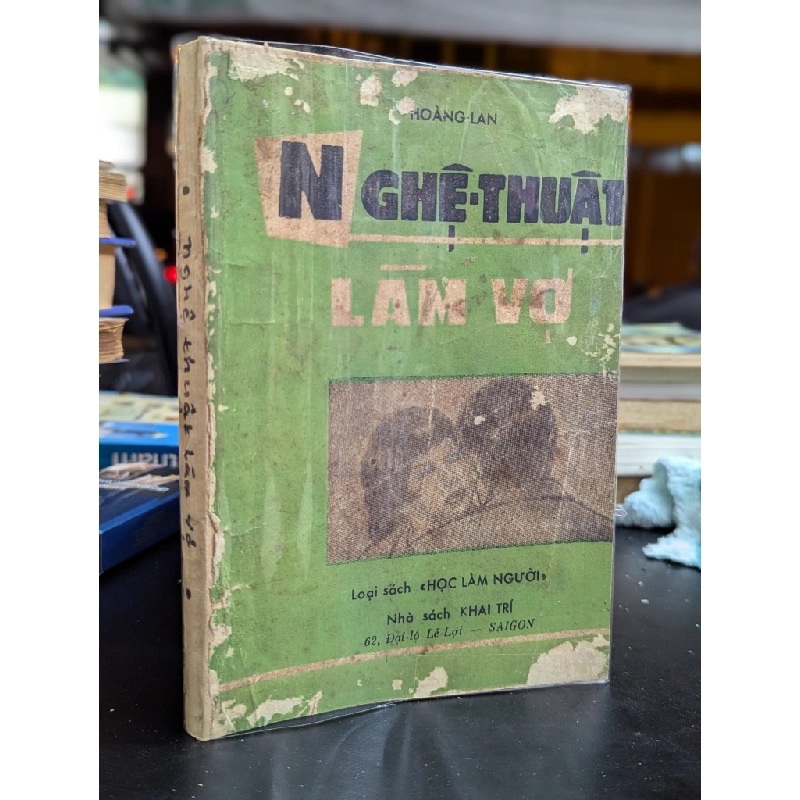 HOÀNG-LAN
NGHỆ-THUẬT
LÀM VỢ
Loại sách «HỌC LÀM NGƯỜI»
Nhà sách KHAI TRÍ
62, Đại-lộ Lê-Lợi — SAIGON
• Nghệ thuật làm vợ •